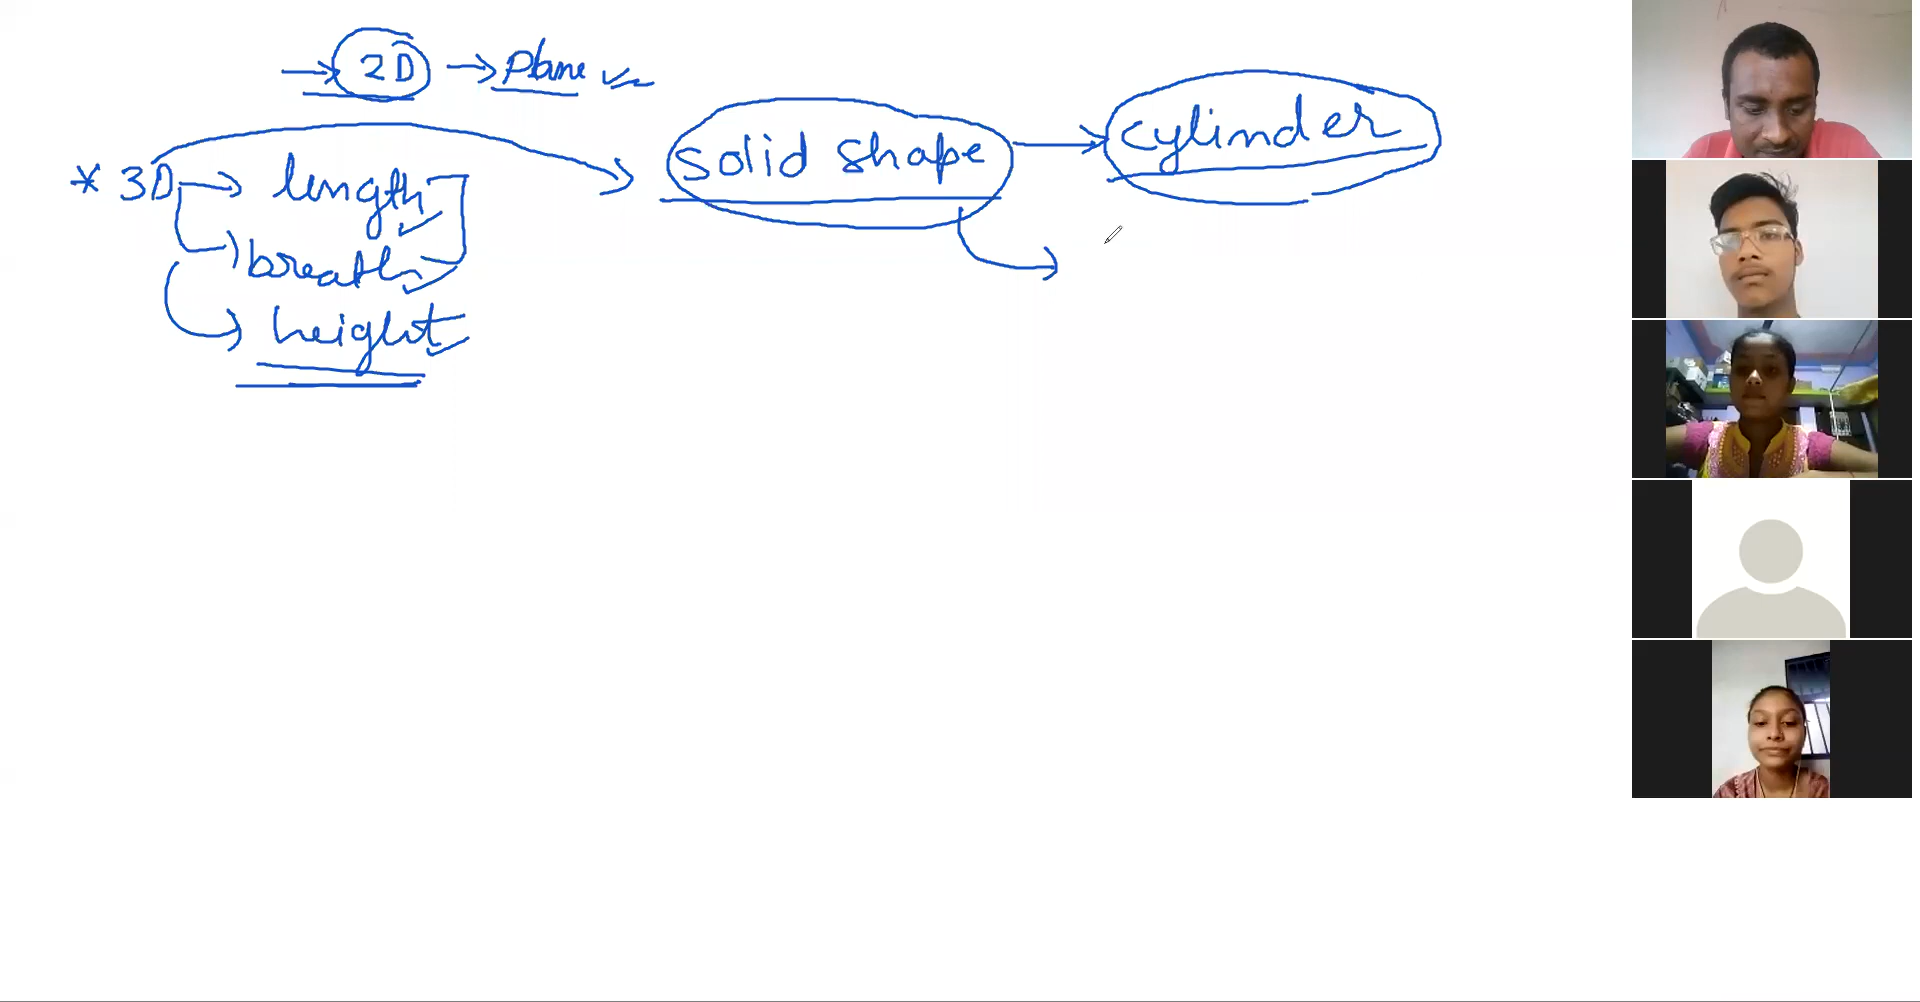 → 2D → Plane
* 3D → length
breath
height
solid shape → cylinder